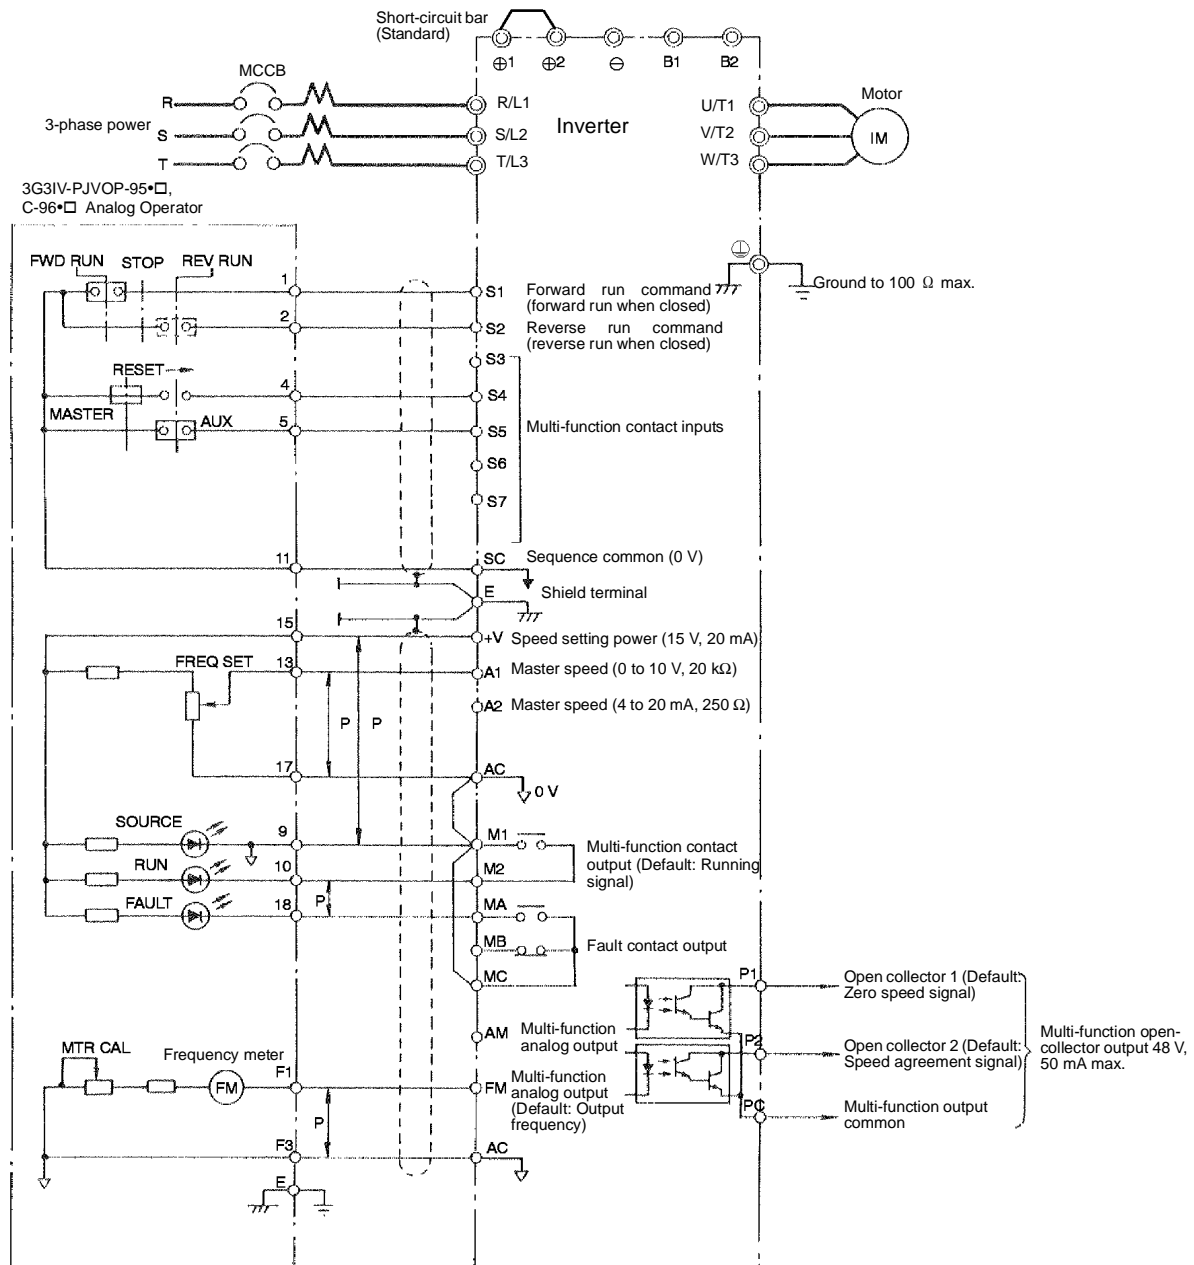 Short-circuit bar
(Standard)
⊕1 ⊕2 ⊖ B1 B2
MCCB
R
R/L1
3-phase power
S
S/L2
T
T/L3
Inverter
U/T1
V/T2
W/T3
Motor
IM
3G3IV-PJVOP-95•□,
C-96•□ Analog Operator
FWD RUN STOP REV RUN
1
S1
Forward run command
(forward run when closed)
Ground to 100 Ω max.
2
S2
Reverse run command
(reverse run when closed)
S3
RESET
4
S4
MASTER
AUX
5
S5
Multi-function contact inputs
S6
S7
11
SC
Sequence common (0 V)
E
Shield terminal
15
+V
Speed setting power (15 V, 20 mA)
FREQ SET
13
A1
Master speed (0 to 10 V, 20 kΩ)
A2
Master speed (4 to 20 mA, 250 Ω)
P P
17
AC
0 V
SOURCE
9
M1
Multi-function contact
output (Default: Running
signal)
RUN
10
M2
P
FAULT
18
MA
MB
Fault contact output
MC
P1
Open collector 1 (Default:
Zero speed signal)
AM
Multi-function
analog output
P2
Open collector 2 (Default:
Speed agreement signal)
Multi-function open-
collector output 48 V,
50 mA max.
MTR CAL
Frequency meter
FM
F1
FM
Multi-function
analog output
(Default: Output
frequency)
PC
Multi-function output
common
P
F3
AC
E